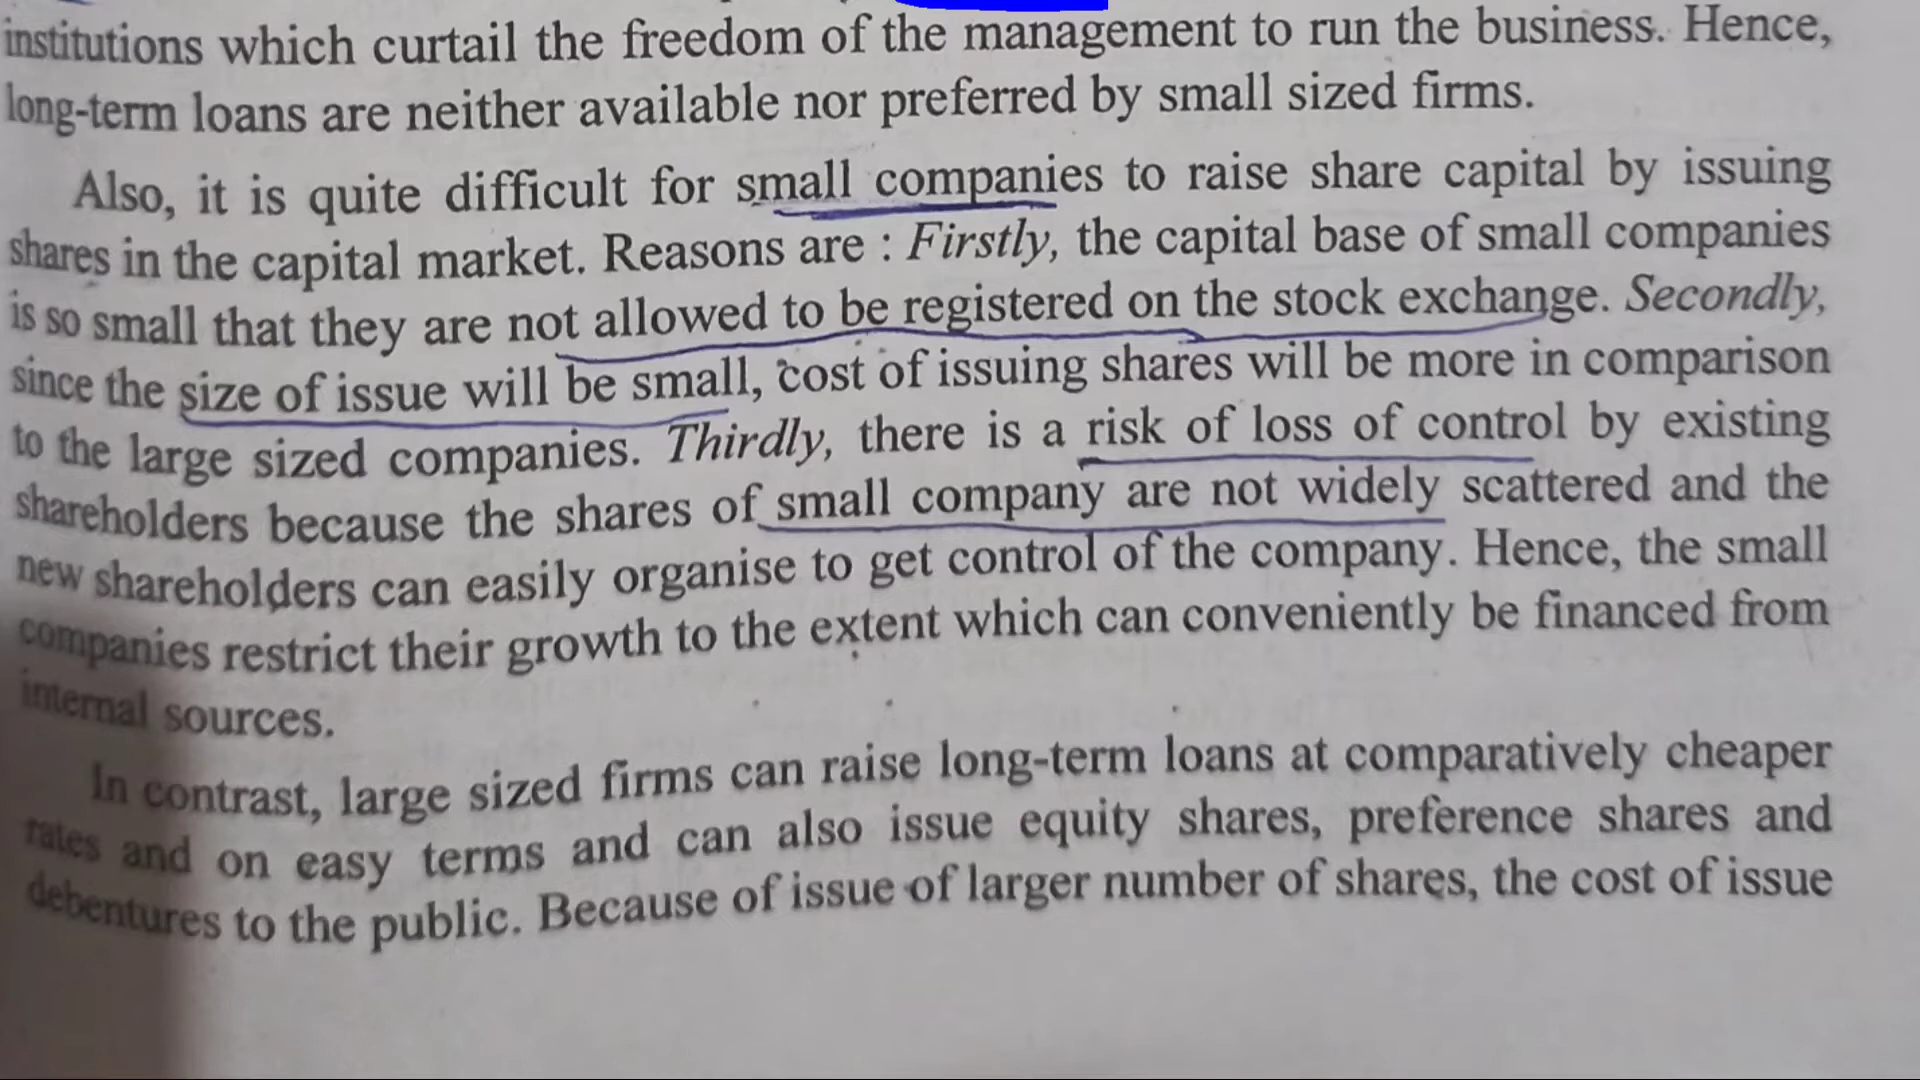 institutions which curtail the freedom of the management to run the business. Hence,
long-term loans are neither available nor preferred by small sized firms.
Also, it is quite difficult for small companies to raise share capital by issuing
shares in the capital market. Reasons are : Firstly, the capital base of small companies
is so small that they are not allowed to be registered on the stock exchange. Secondly,
since the size of issue will be small, cost of issuing shares will be more in comparison
to the large sized companies. Thirdly, there is a risk of loss of control by existing
shareholders because the shares of small company are not widely scattered and the
new shareholders can easily organise to get control of the company. Hence, the small
companies restrict their growth to the extent which can conveniently be financed from
internal sources.
In contrast, large sized firms can raise long-term loans at comparatively cheaper
rates and on easy terms and can also issue equity shares, preference shares and
debentures to the public. Because of issue of larger number of shares, the cost of issue